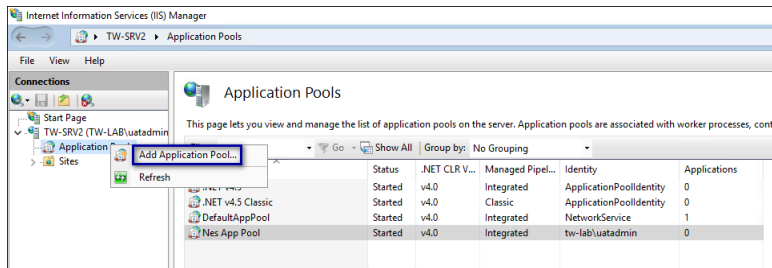 Internet Information Services (IIS) Manager
TW-SRV2 Application Pools
File View Help
Connections
Start Page
TW-SRV2 (TW-LAB\uatadmin
Application
Sites
Add Application Pool...
Refresh
Application Pools
This page lets you view and manage the list of application pools on the server. Application pools are associated with worker processes, cont
Go Show All Group by: No Grouping
Status .NET CLR V... Managed Pipel... Identity Applications
.NET v4.5 Started v4.0 Integrated ApplicationPoolIdentity 0
.NET v4.5 Classic Started v4.0 Classic ApplicationPoolIdentity 0
DefaultAppPool Started v4.0 Integrated NetworkService 1
Nes App Pool Started v4.0 Integrated tw-lab\uatadmin 0